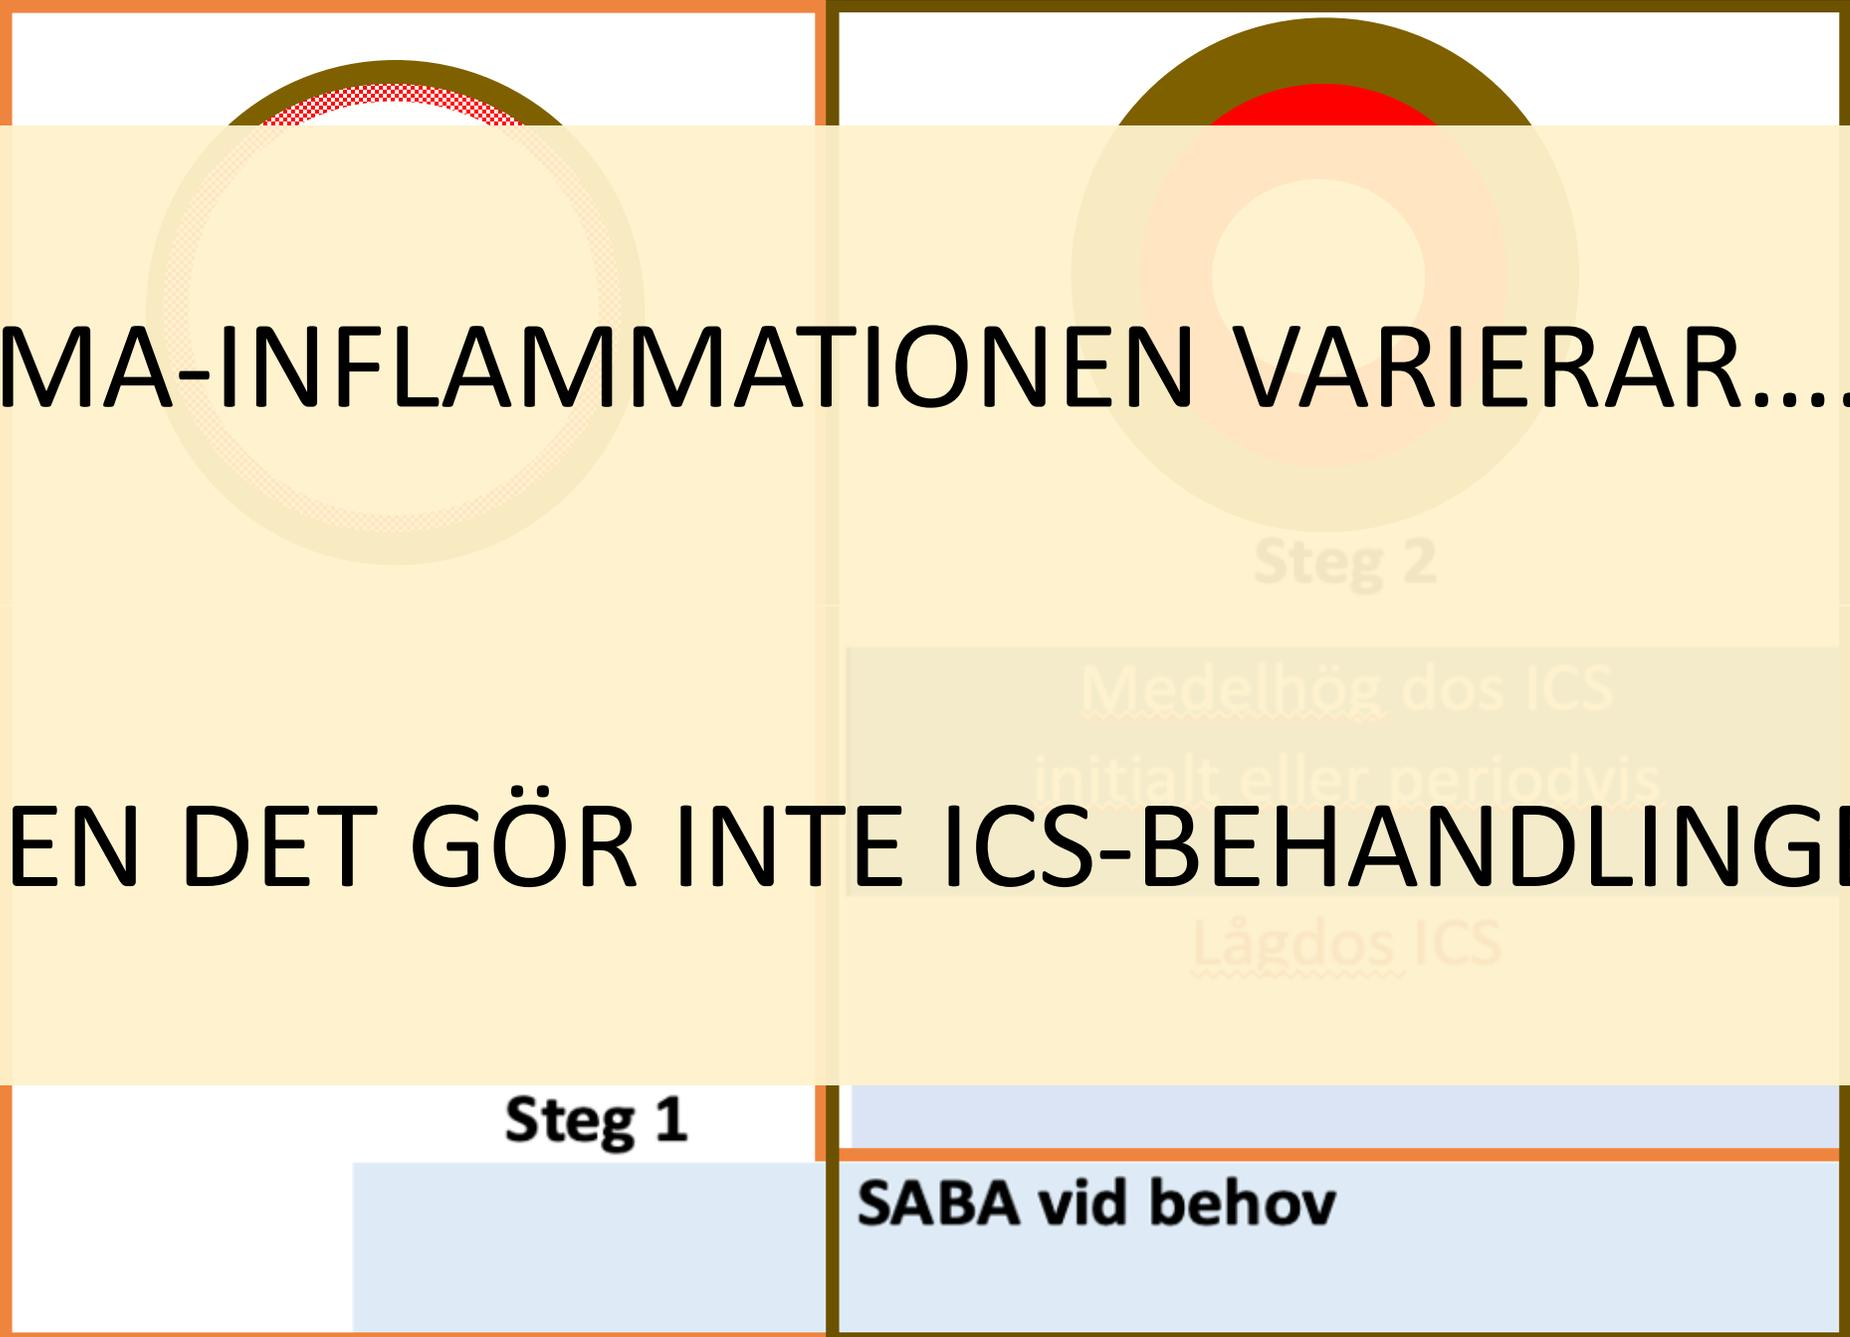 MA-INFLAMMATIONEN VARIERAR....
Steg 2
Medelhög dos ICS
initialt eller periodvis
EN DET GÖR INTE ICS-BEHANDLING
Lågdos ICS
Steg 1
SABA vid behov